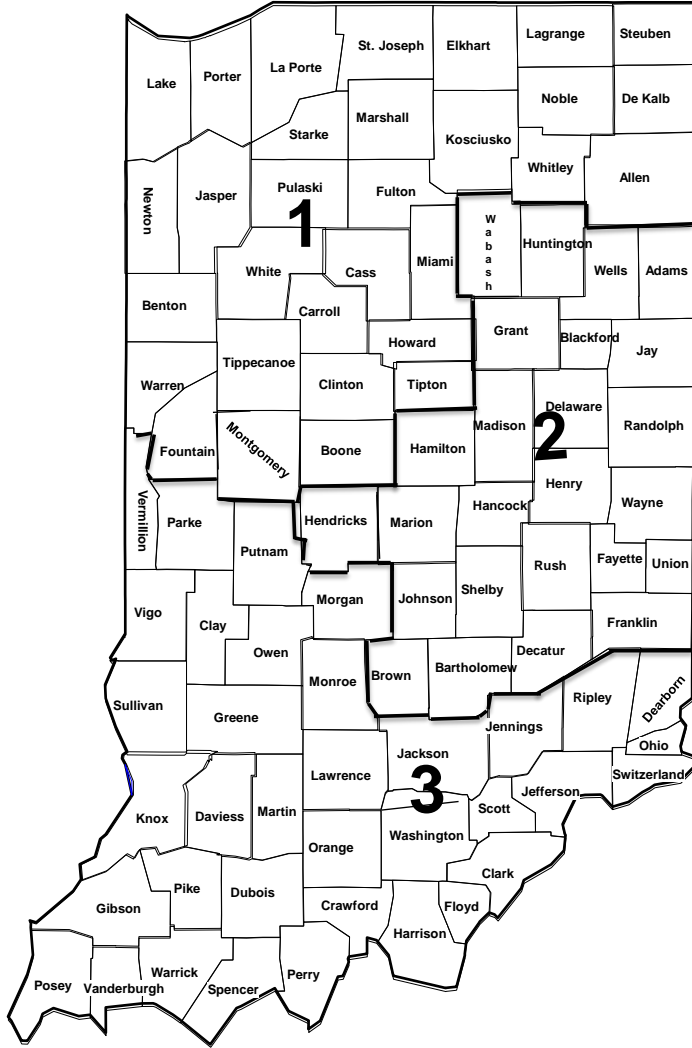 Lagrange
Steuben
St. Joseph
Elkhart
La Porte
Porter
Lake
Noble
De Kalb
Marshall
Starke
Kosciusko
Whitley
Allen
Pulaski
Fulton
Jasper
Newton
1
Wabash
Huntington
Miami
White
Cass
Wells
Adams
Benton
Carroll
Grant
Howard
Blackford
Jay
Tippecanoe
Warren
Clinton
Tipton
Delaware
Madison
Randolph
2
Fountain
Montgomery
Boone
Hamilton
Henry
Wayne
Hancock
Vermillion
Parke
Hendricks
Marion
Putnam
Rush
Fayette
Union
Shelby
Morgan
Johnson
Vigo
Clay
Franklin
Owen
Decatur
Monroe
Brown
Bartholomew
Sullivan
Greene
Ripley
Dearborn
Jennings
Ohio
Jackson
Lawrence
Switzerland
3
Jefferson
Scott
Knox
Daviess
Martin
Washington
Orange
Clark
Pike
Dubois
Gibson
Crawford
Floyd
Harrison
Posey
Vanderburgh
Warrick
Spencer
Perry